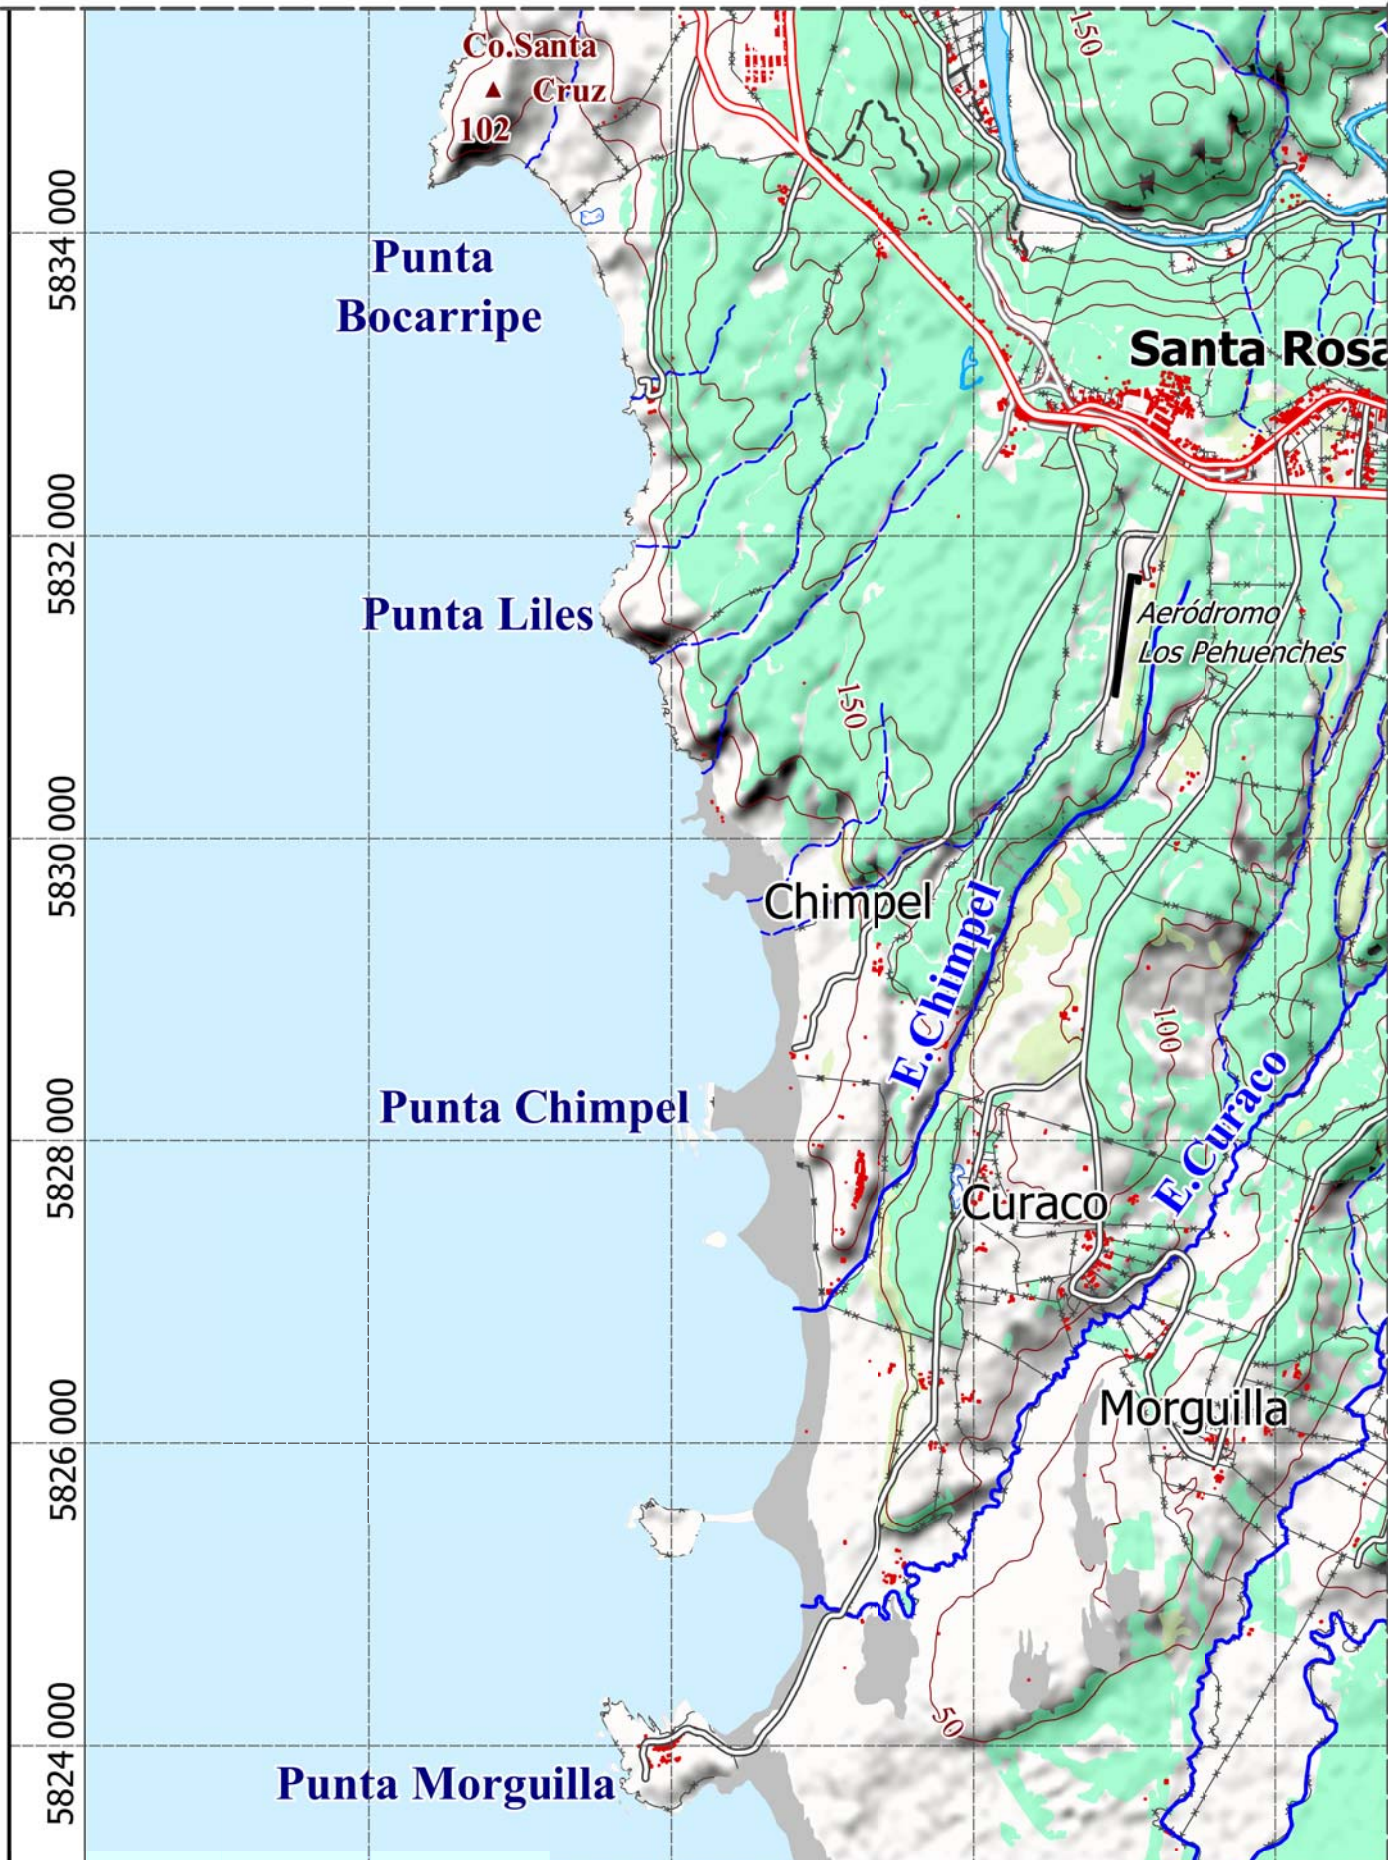 150
Co.Santa
Cruz
102
5834 000
Punta
Bocarripe
Santa Rosa
5832 000
Punta Liles
Aeródromo
Los Pehuenches
150
5830 000
Chimpel
E.Chimpel
100
5828 000
Punta Chimpel
E.Curaco
Curaco
5826 000
Morguilla
50
5824 000
Punta Morguilla